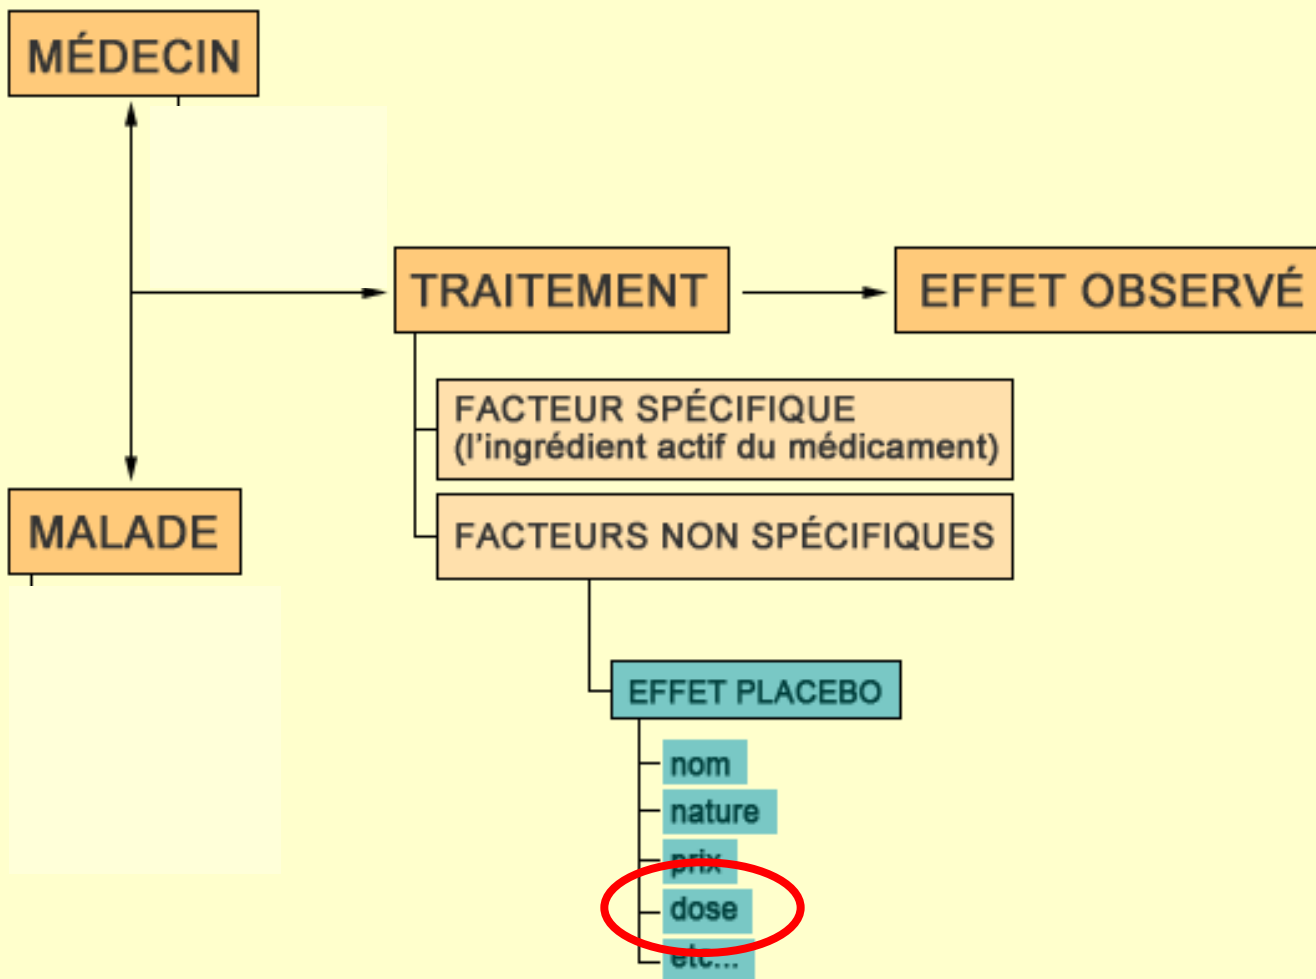 MÉDECIN
TRAITEMENT
EFFET OBSERVÉ
FACTEUR SPÉCIFIQUE
(l'ingrédient actif du médicament)
MALADE
FACTEURS NON SPÉCIFIQUES
EFFET PLACEBO
nom
nature
prix
dose
etc...